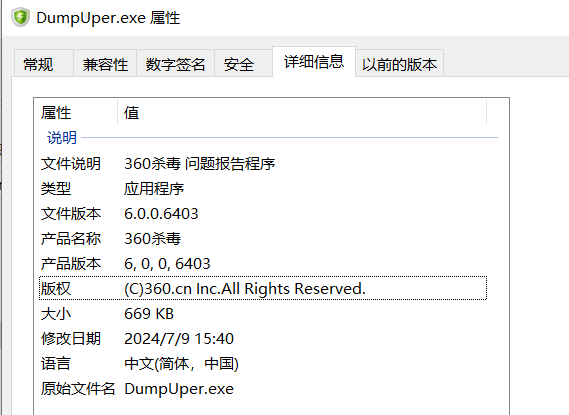 DumpUper.exe 属性
常规 兼容性 数字签名 安全 详细信息 以前的版本
属性 值
说明
文件说明 360杀毒 问题报告程序
类型 应用程序
文件版本 6.0.0.6403
产品名称 360杀毒
产品版本 6, 0, 0, 6403
版权 (C)360.cn Inc.All Rights Reserved.
大小 669 KB
修改日期 2024/7/9 15:40
语言 中文(简体，中国)
原始文件名 DumpUper.exe